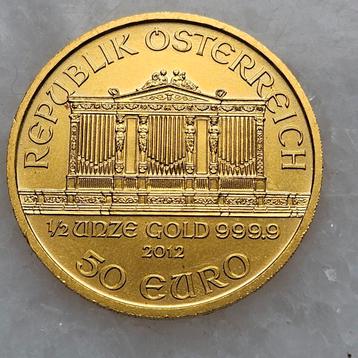 REPUBLIK ÖSTERREICH
1/2 UNZE GOLD 999.9
2012
50 EURO